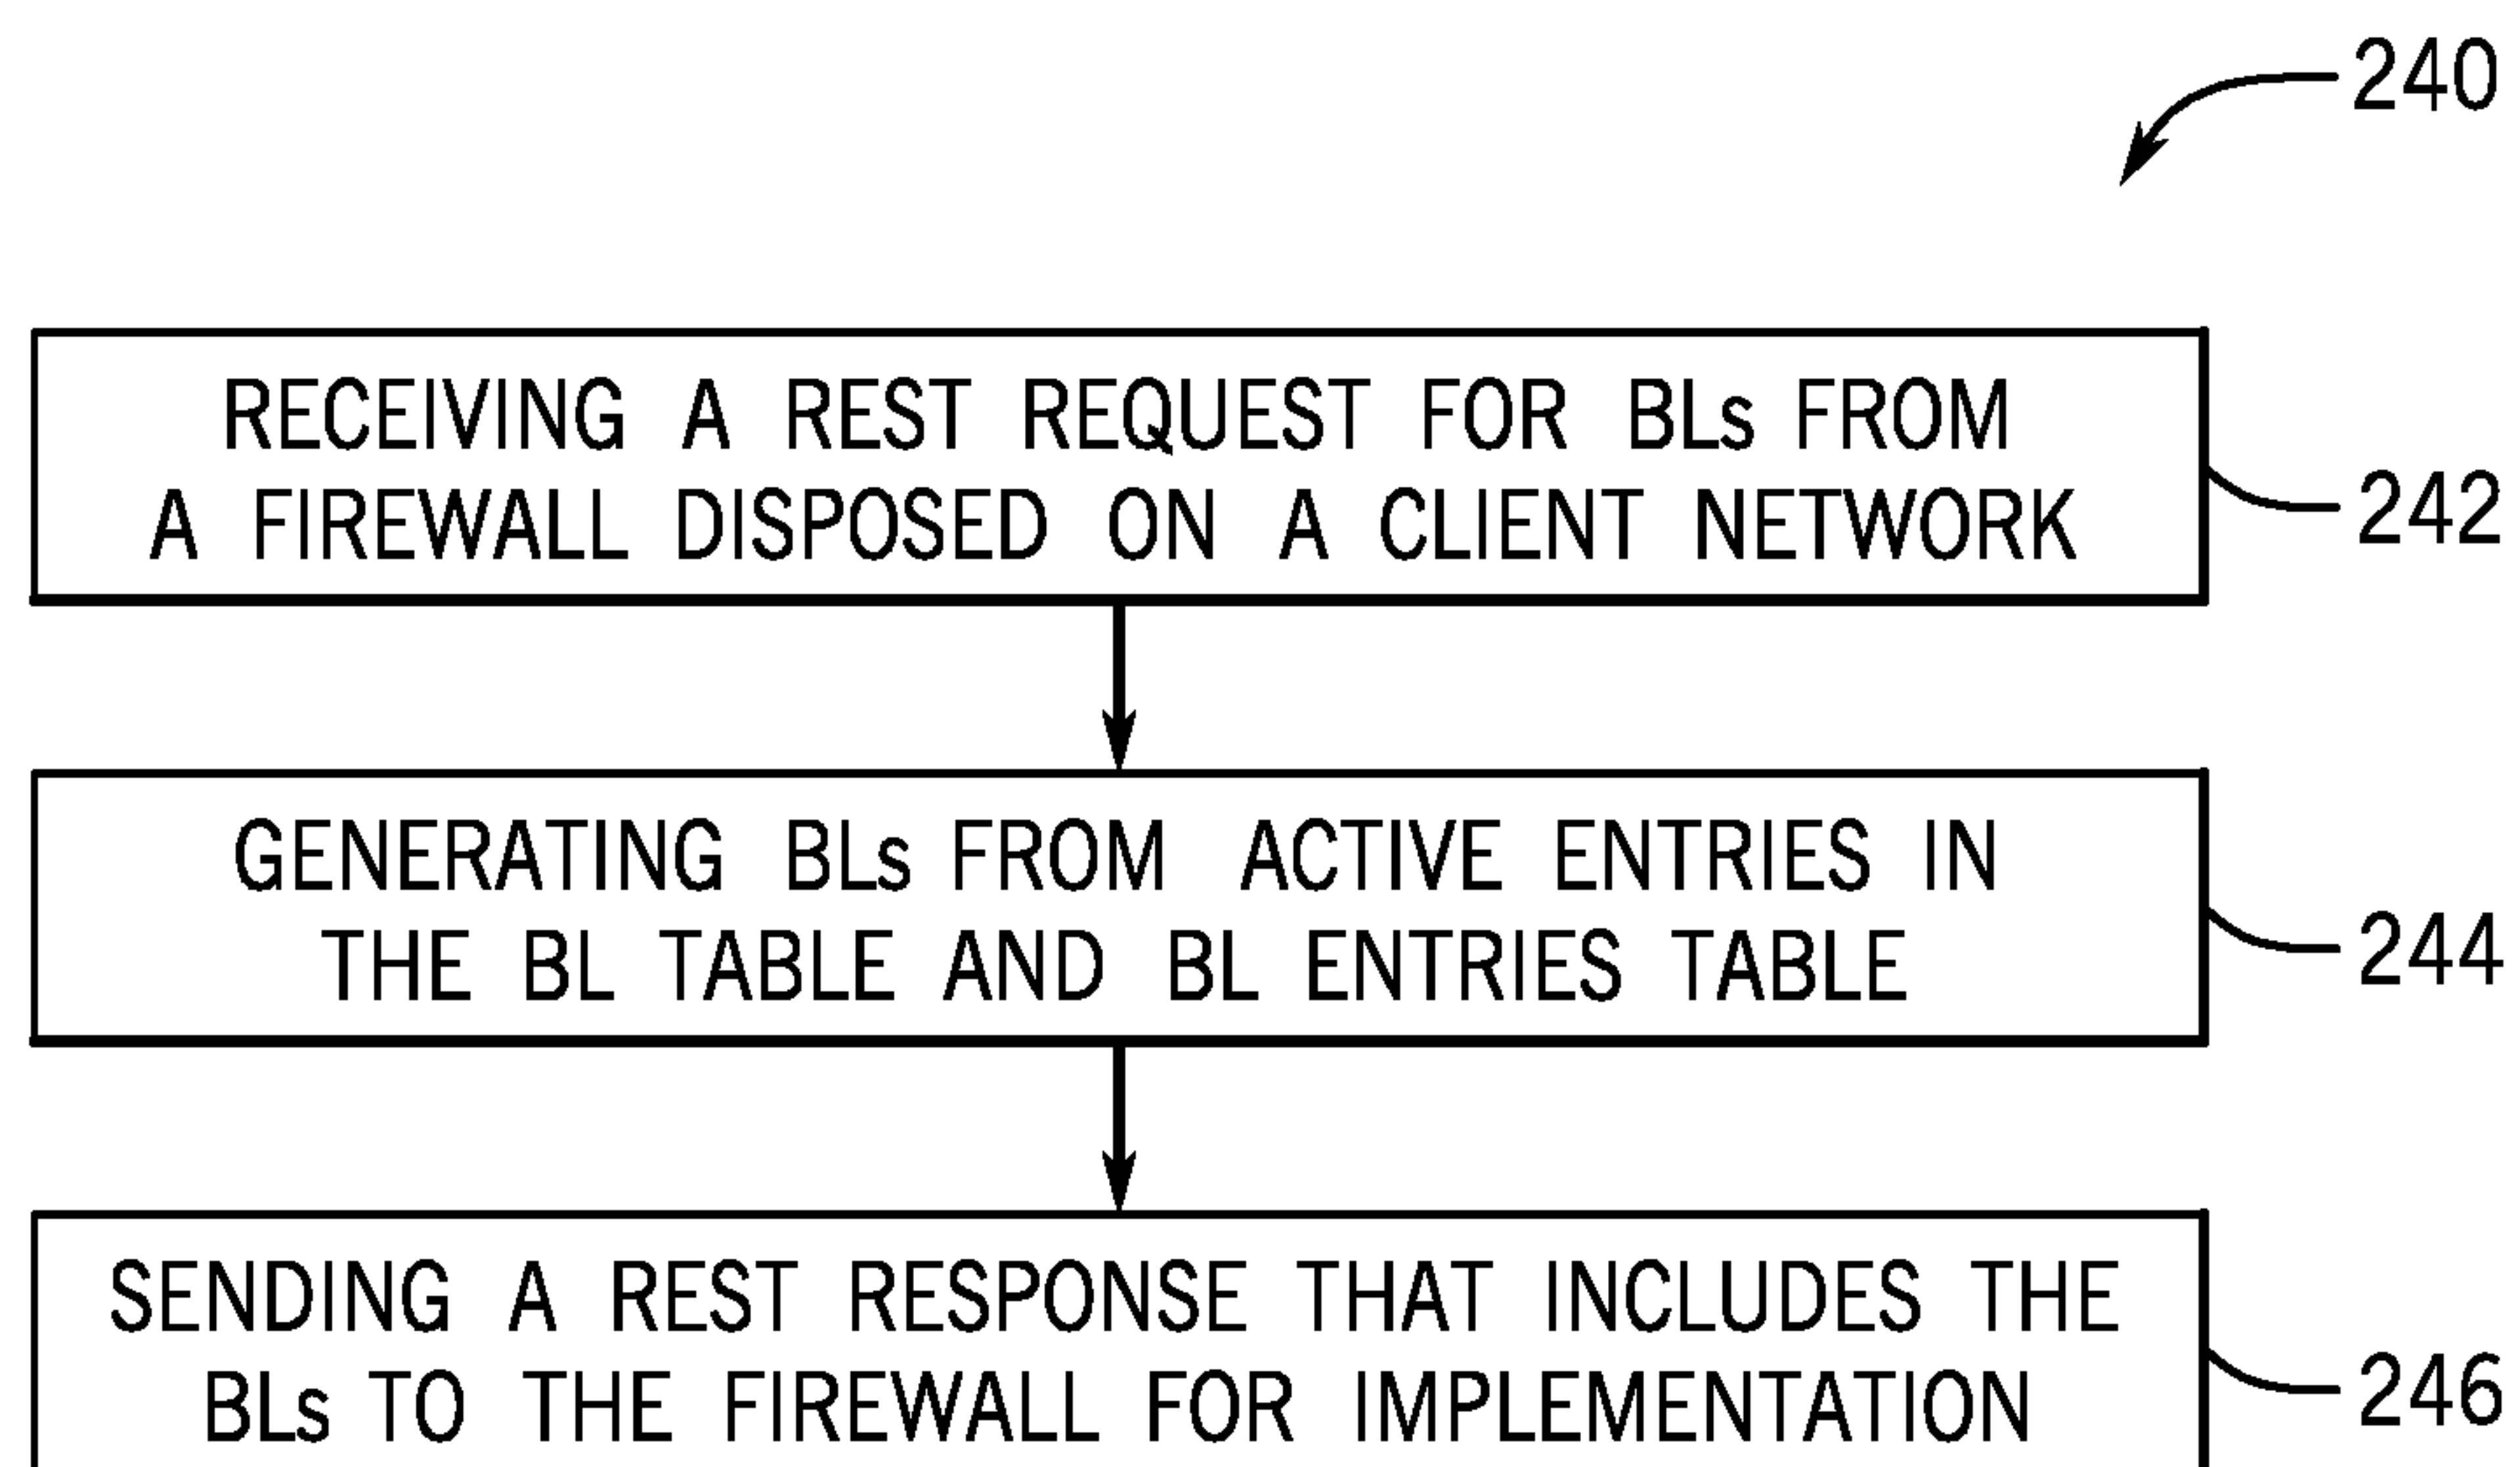 240
RECEIVING A REST REQUEST FOR BLs FROM
A FIREWALL DISPOSED ON A CLIENT NETWORK
242
GENERATING BLs FROM ACTIVE ENTRIES IN
THE BL TABLE AND BL ENTRIES TABLE
244
SENDING A REST RESPONSE THAT INCLUDES THE
BLs TO THE FIREWALL FOR IMPLEMENTATION
246